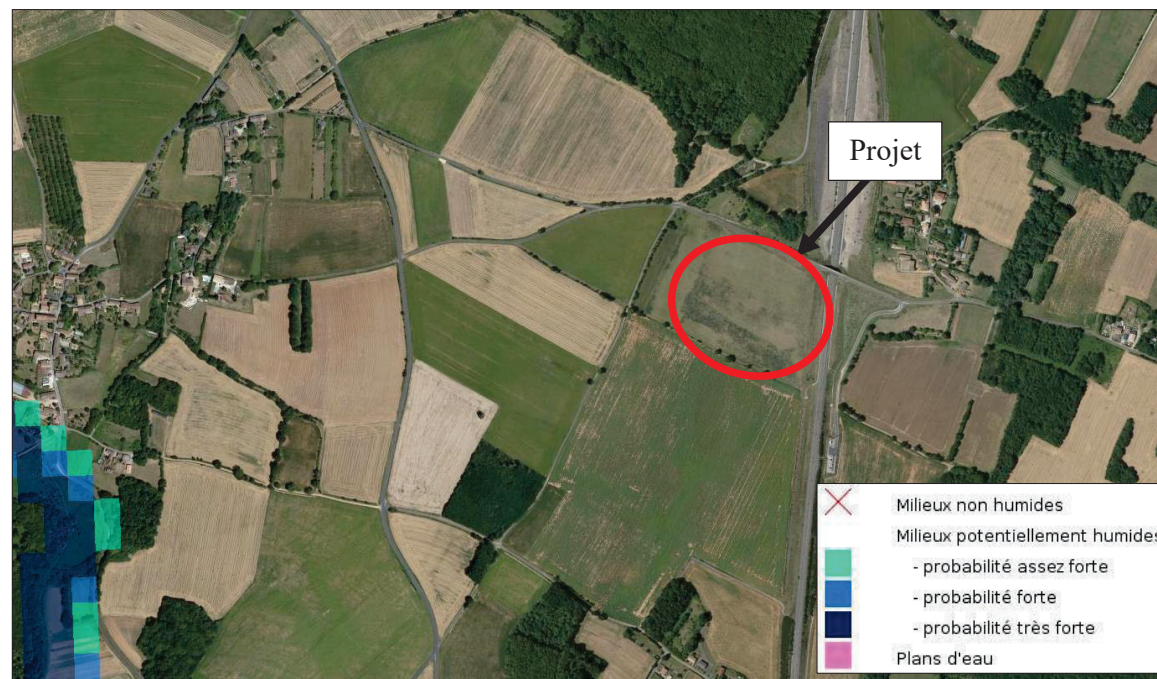 Projet
Milieux non humides
Milieux potentiellement humides
- probabilité assez forte
- probabilité forte
- probabilité très forte
Plans d'eau